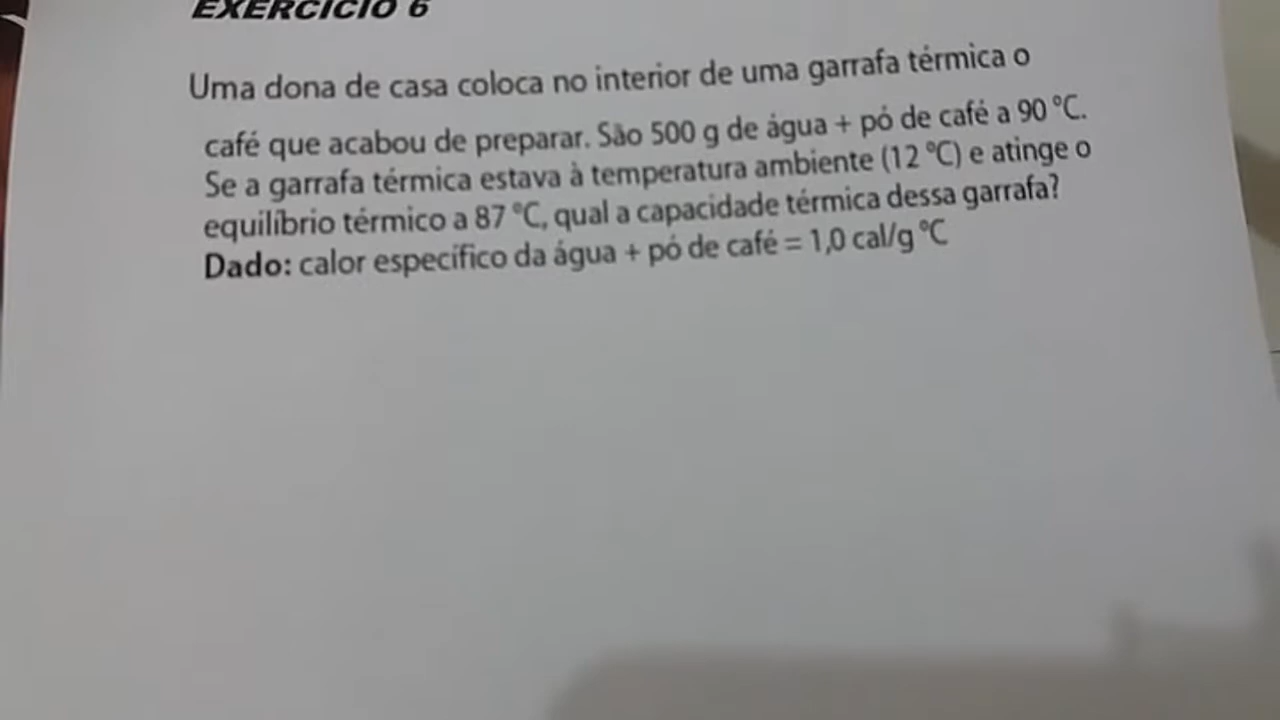 EXERCÍCIO 6
Uma dona de casa coloca no interior de uma garrafa térmica o
café que acabou de preparar. São 500 g de água + pó de café a 90 °C.
Se a garrafa térmica estava à temperatura ambiente (12 °C) e atinge o
equilíbrio térmico a 87 °C, qual a capacidade térmica dessa garrafa?
Dado: calor específico da água + pó de café = 1,0 cal/g °C